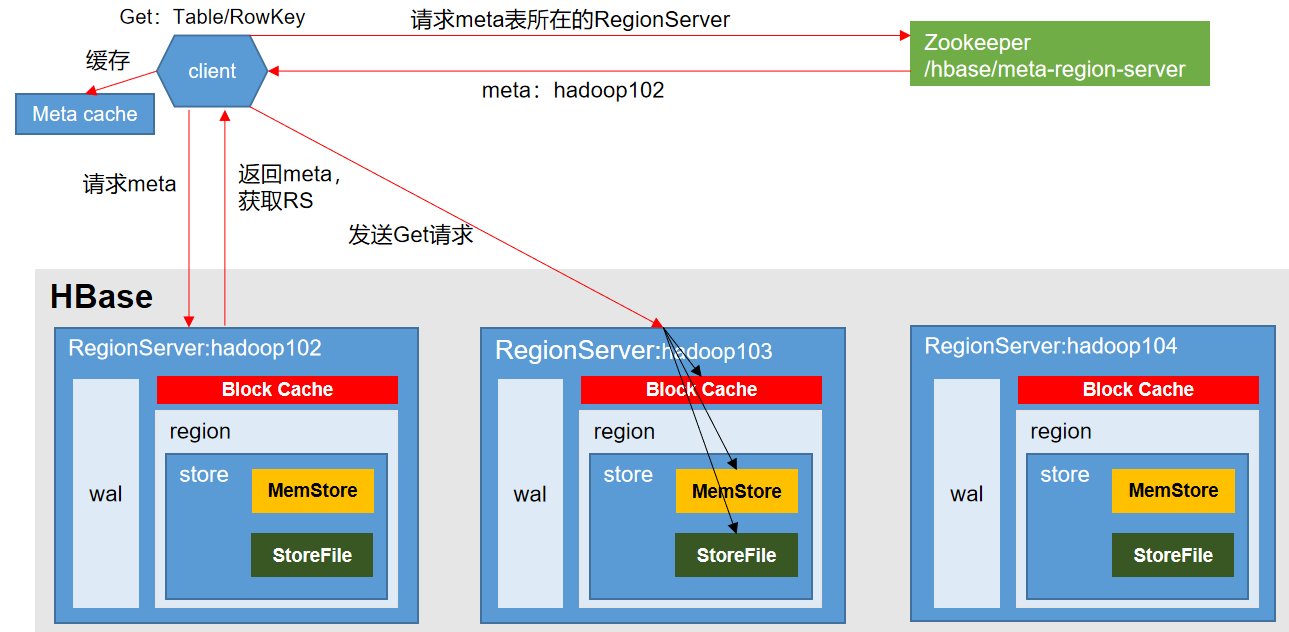 Get：Table/RowKey
请求meta表所在的RegionServer
Zookeeper
/hbase/meta-region-server
缓存
client
meta：hadoop102
Meta cache
请求meta
返回meta，
获取RS
发送Get请求
HBase
RegionServer:hadoop102
Block Cache
region
wal
store
MemStore
StoreFile
RegionServer:hadoop103
Block Cache
region
wal
store
MemStore
StoreFile
RegionServer:hadoop104
Block Cache
region
wal
store
MemStore
StoreFile